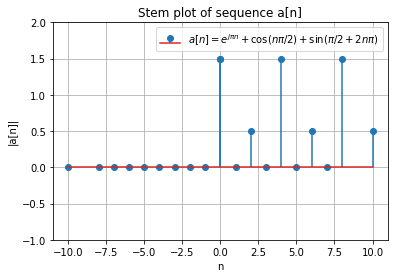 Stem plot of sequence a[n]
a[n] = e^{jπn} + cos(nπ/2) + sin(π/2 + 2nπ)
|a[n]|
2.0
1.5
1.0
0.5
0.0
−0.5
−1.0
−10.0 −7.5 −5.0 −2.5 0.0 2.5 5.0 7.5 10.0
n